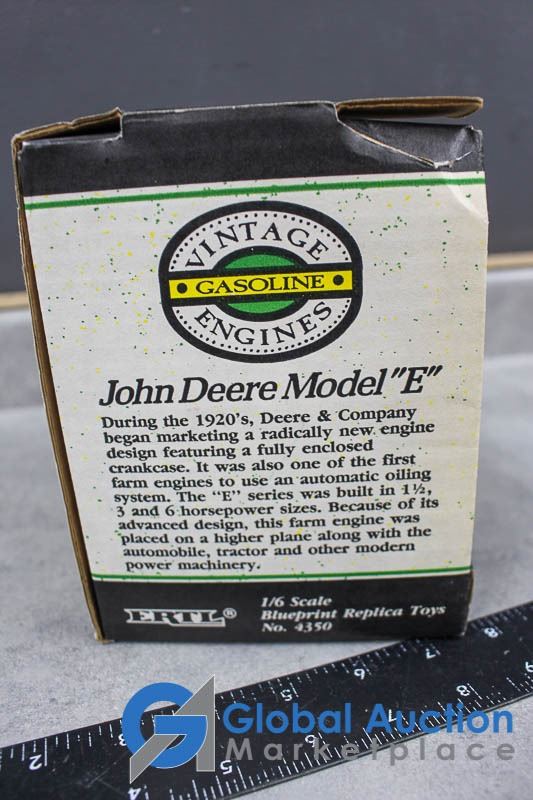 VINTAGE
GASOLINE
ENGINES
John Deere Model "E"
During the 1920's, Deere & Company
began marketing a radically new engine
design featuring a fully enclosed
crankcase. It was also one of the first
farm engines to use an automatic oiling
system. The "E" series was built in 1½,
3 and 6 horsepower sizes. Because of its
advanced design, this farm engine was
placed on a higher plane along with the
automobile, tractor and other modern
power machinery.
ERTL®
1/6 Scale
Blueprint Replica Toys
No. 4350
Global Auction
Marketplace